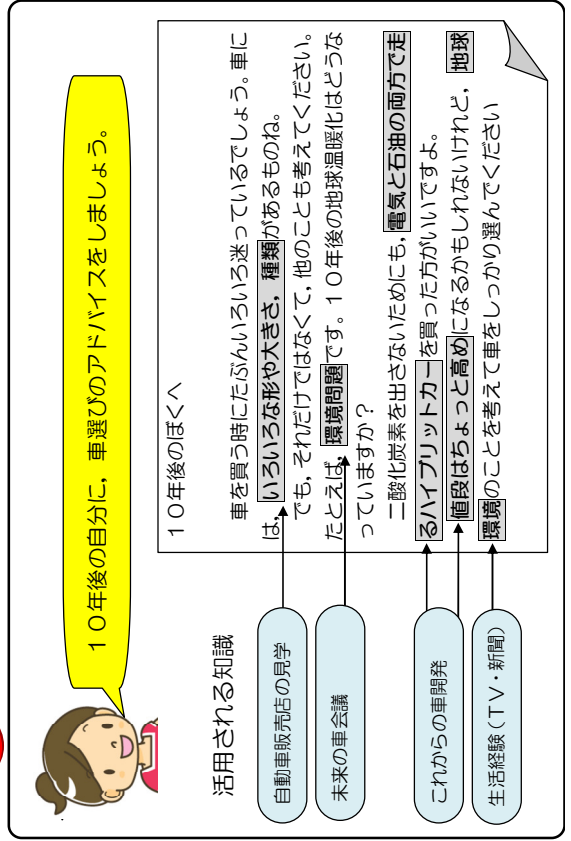 10年後の自分に，車選びのアドバイスをしましょう。
活用される知識
自動車販売店の見学
未来の車会議
これからの車開発
生活経験（TV・新聞）
10年後のぼくへ
車を買う時にたぶんいろいろ迷っているでしょう。車に
は，いろいろな形や大きさ，種類があるものね。
でも，それだけではなくて，他のことも考えてください。
たとえば，環境問題です。10年後の地球温暖化はどうな
っていますか？
二酸化炭素を出さないためにも，電気と石油の両方で走
るハイブリットカーを買った方がいいですよ。
値段はちょっと高めになるかもしれないけれど，地球
環境のことを考えて車をしっかり選んでください